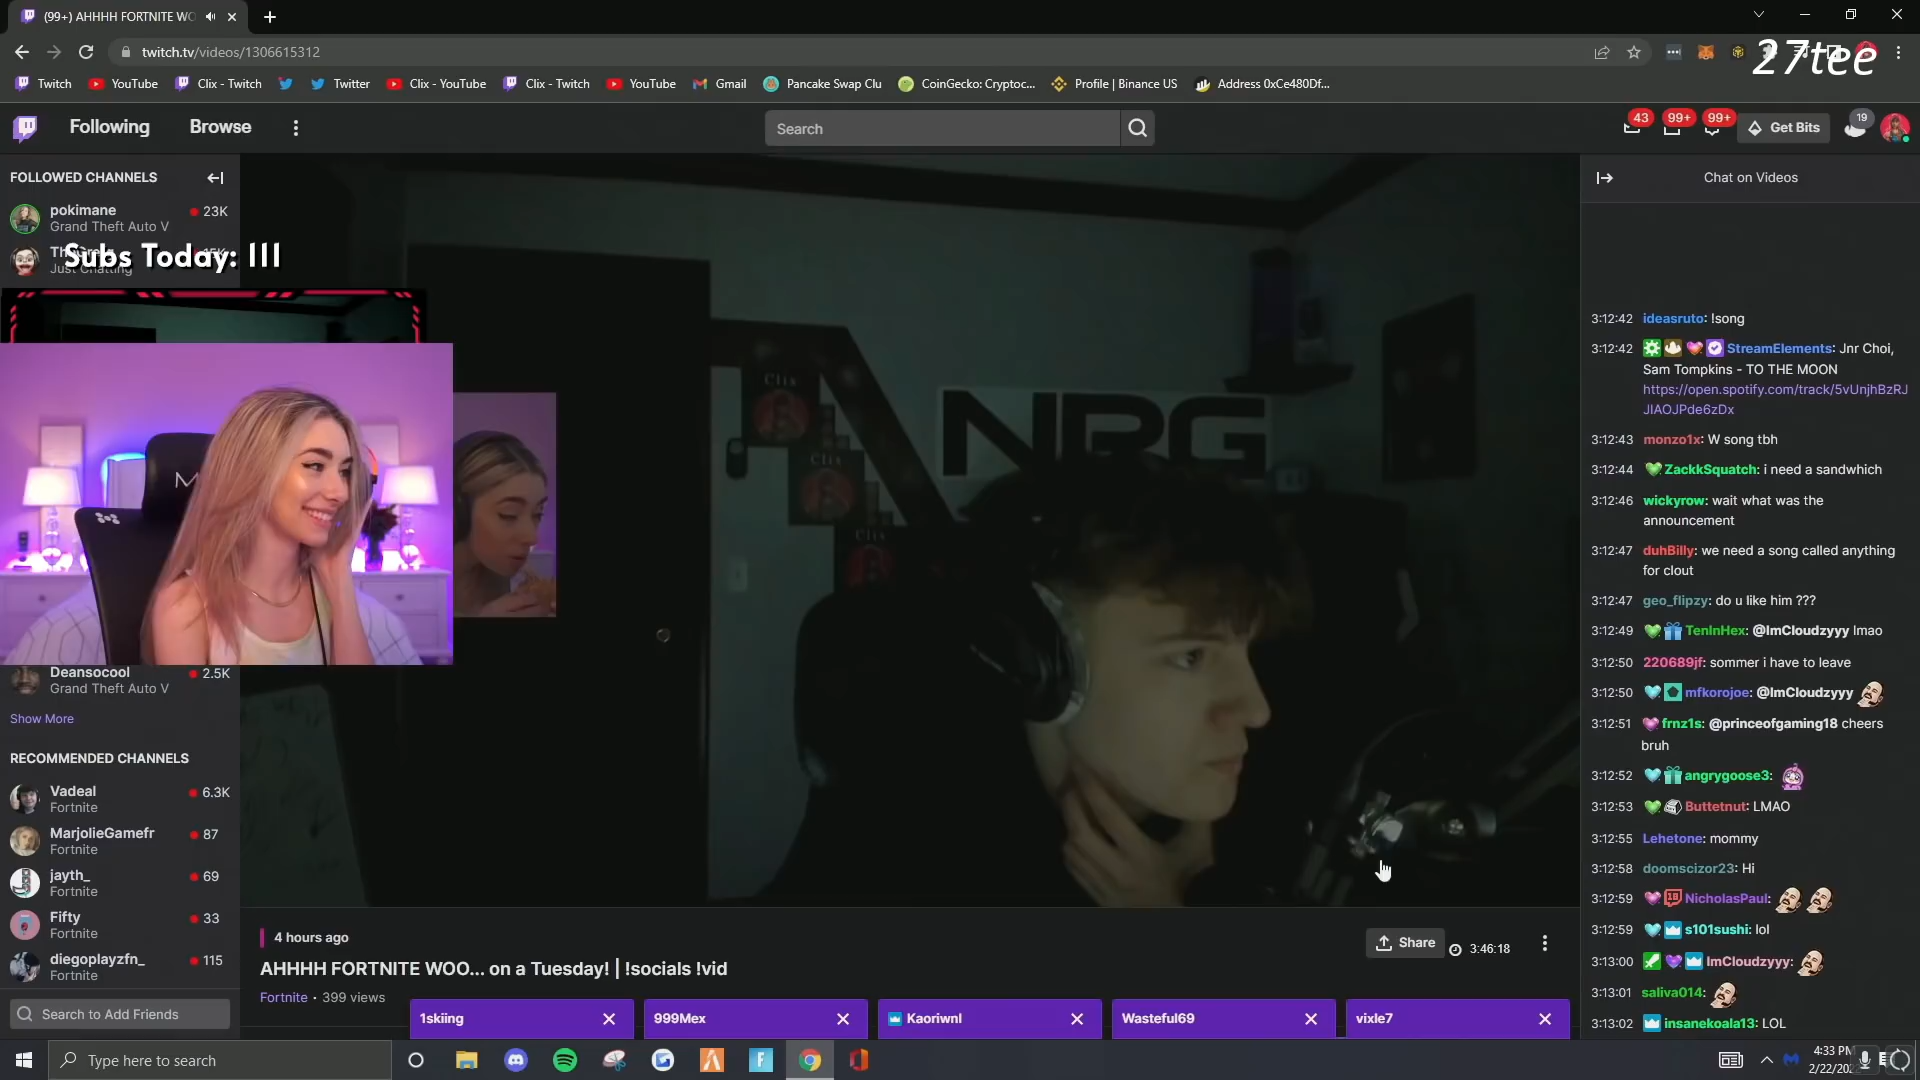 (99+) AHHHH FORTNITE WO
twitch.tv/videos/1306615312
27tee
Twitch
YouTube
Clix - Twitch
Twitter
Clix - YouTube
Clix - Twitch
YouTube
Gmail
Pancake Swap Clu
CoinGecko: Cryptoc...
Profile | Binance US
Address 0xCe480Df...
Following
Browse
Search
43
99+
99+
Get Bits
19
FOLLOWED CHANNELS
pokimane
23K
Grand Theft Auto V
Just Chatting
Subs Today: 111
Deansocool
2.5K
Grand Theft Auto V
Show More
RECOMMENDED CHANNELS
Vadeal
6.3K
Fortnite
MarjolieGamefr
87
Fortnite
jayth_
69
Fortnite
Fifty
33
Fortnite
diegoplayzfn_
115
Fortnite
Search to Add Friends
Clix
Clix
Clix
NRG
4 hours ago
AHHHH FORTNITE WOO... on a Tuesday! | !socials !vid
Fortnite · 399 views
Share
3:46:18
1skiing
999Mex
Kaoriwnl
Wasteful69
vixle7
Chat on Videos
3:12:42 ideasruto: !song
3:12:42 StreamElements: Jnr Choi,
Sam Tompkins - TO THE MOON
https://open.spotify.com/track/5vUnjhBzRJ
JIAOJPde6zDx
3:12:43 monzo1x: W song tbh
3:12:44 ZackkSquatch: i need a sandwhich
3:12:46 wickyrow: wait what was the
announcement
3:12:47 duhBilly: we need a song called anything
for clout
3:12:47 geo_flipzy: do u like him ???
3:12:49 TenInHex: @ImCloudzyyy lmao
3:12:50 220689jf: sommer i have to leave
3:12:50 mfkorojoe: @ImCloudzyyy
3:12:51 frnz1s: @princeofgaming18 cheers
bruh
3:12:52 angrygoose3:
3:12:53 Buttetnut: LMAO
3:12:55 Lehetone: mommy
3:12:58 doomscizor23: Hi
3:12:59 NicholasPaul:
3:12:59 s101sushi: lol
3:13:00 ImCloudzyyy:
3:13:01 saliva014:
3:13:02 insanekoala13: LOL
Type here to search
4:33 PM